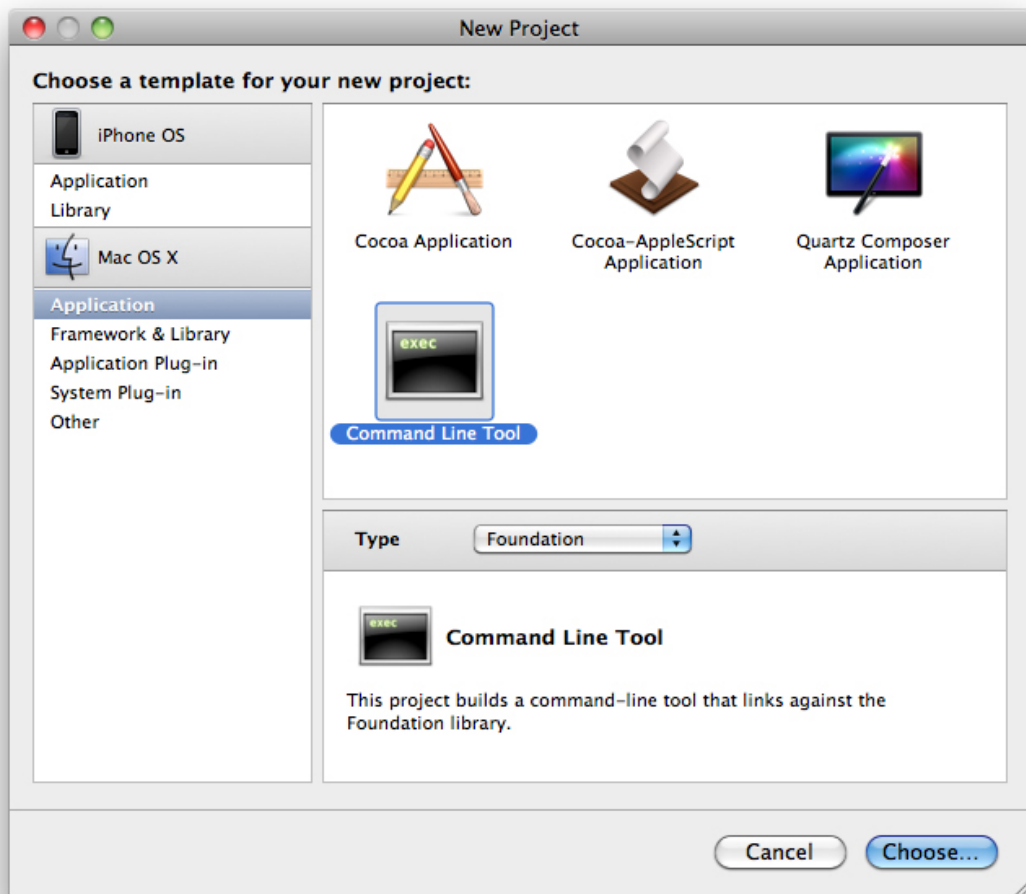 New Project
Choose a template for your new project:
iPhone OS
Application
Library
Mac OS X
Application
Framework & Library
Application Plug-in
System Plug-in
Other
Cocoa Application
Cocoa-AppleScript
Application
Quartz Composer
Application
exec
Command Line Tool
Type
Foundation
exec
Command Line Tool
This project builds a command-line tool that links against the
Foundation library.
Cancel
Choose...